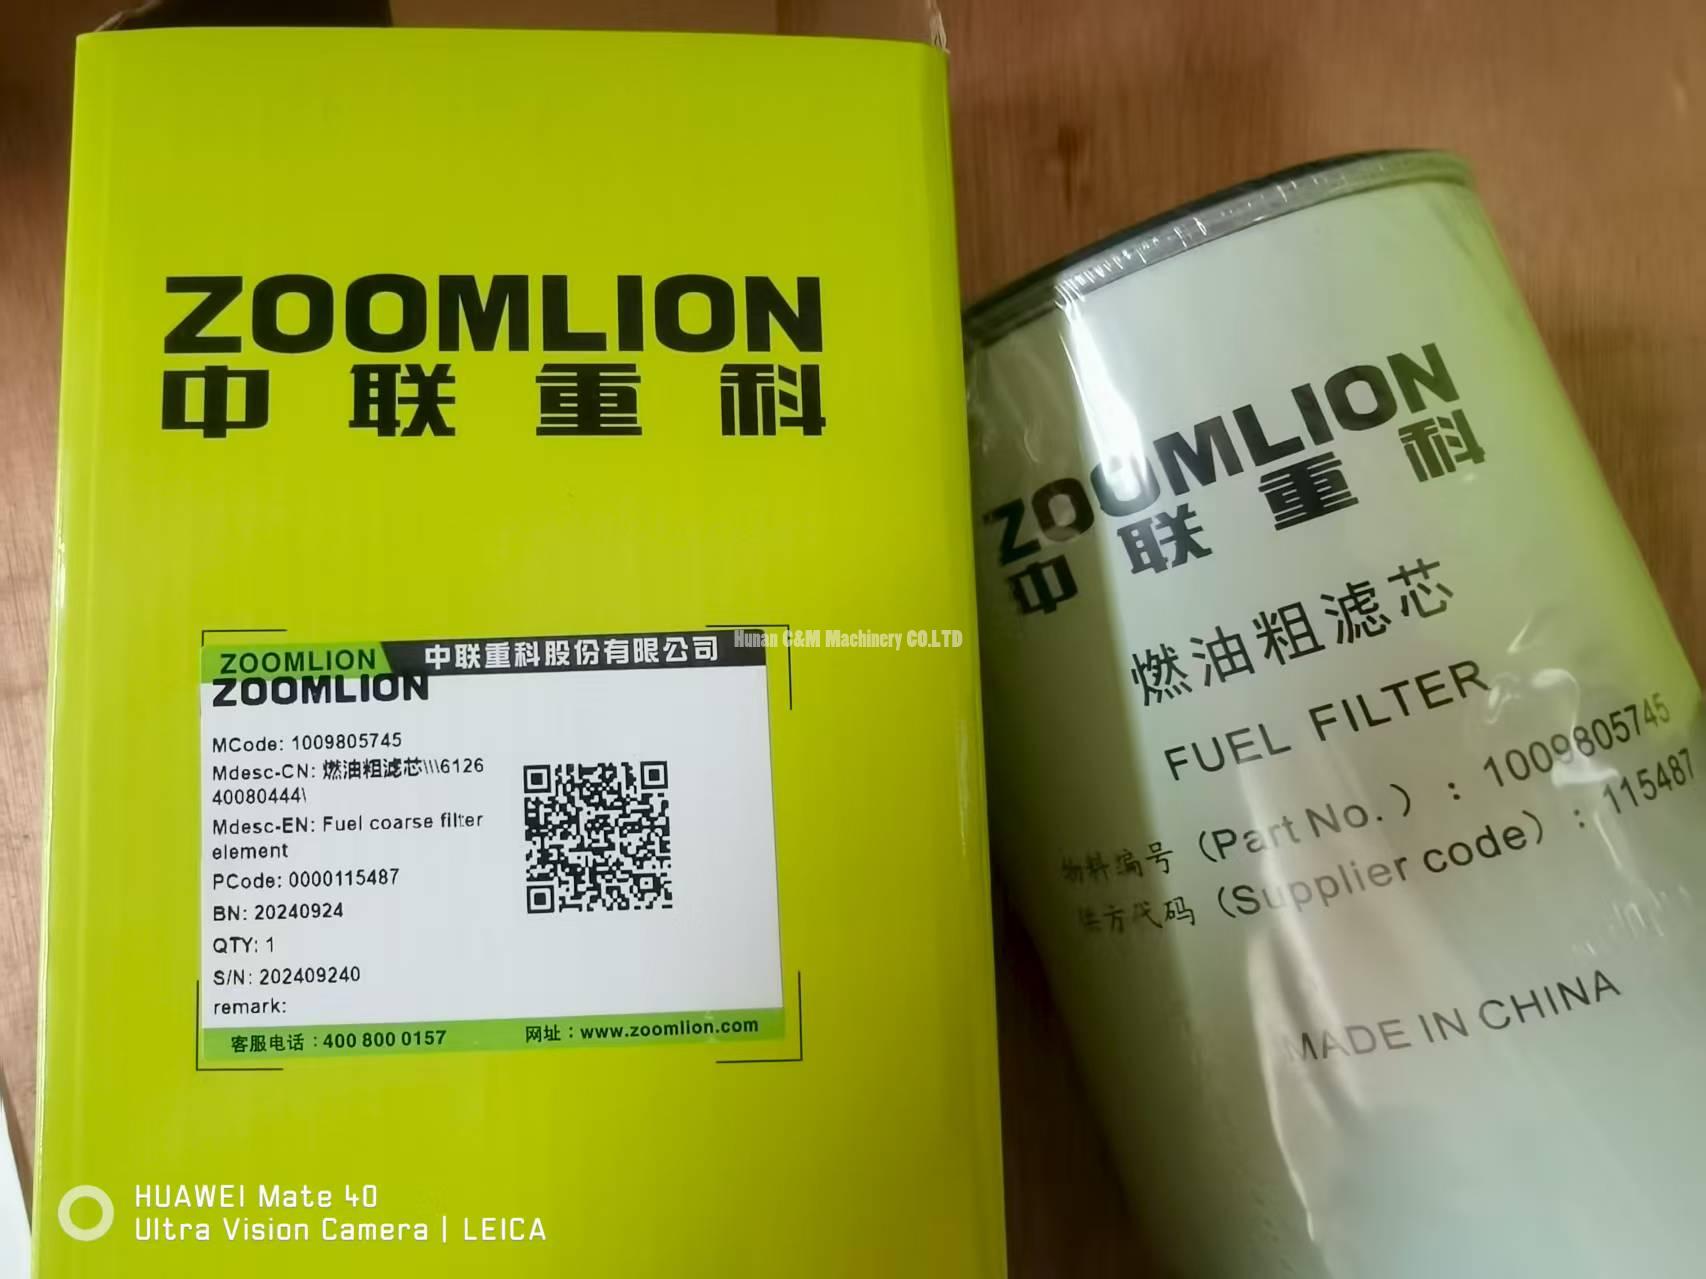 ZOOMLION
中联重科
ZOOMLION 中联重科股份有限公司
ZOOMLION
MCode: 1009805745
Mdesc-CN: 燃油粗滤芯\\\6126
40080444\
Mdesc-EN: Fuel coarse filter
element
PCode: 0000115487
BN: 20240924
QTY: 1
S/N: 202409240
remark:
客服电话:400 800 0157 网址:www.zoomlion.com
Hunan C&M Machinery CO.LTD
ZOOMLION
中联重科
燃油粗滤芯
FUEL FILTER
物料编号（Part No.）: 1009805745
供方代码（Supplier code）: 115487
MADE IN CHINA
HUAWEI Mate 40
Ultra Vision Camera | LEICA